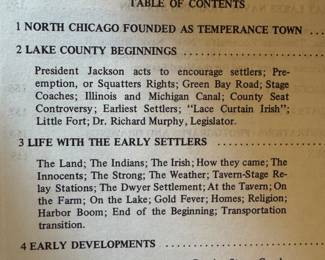 TABLE OF CONTENTS
1 NORTH CHICAGO FOUNDED AS TEMPERANCE TOWN . . . . .
2 LAKE COUNTY BEGINNINGS . . . . . . . . . . . . . . . . . . .
President Jackson acts to encourage settlers; Pre-
emption, or Squatters Rights; Green Bay Road; Stage
Coaches; Illinois and Michigan Canal; County Seat
Controversy; Earliest Settlers; "Lace Curtain Irish";
Little Fort; Dr. Richard Murphy, Legislator.
3 LIFE WITH THE EARLY SETTLERS . . . . . . . . . . . . . . .
The Land; The Indians; The Irish; How they came; The
Innocents; The Strong; The Weather; Tavern-Stage Re-
lay Stations; The Dwyer Settlement; At the Tavern; On
the Farm; On the Lake; Gold Fever; Homes; Religion;
Harbor Boom; End of the Beginning; Transportation
transition.
4 EARLY DEVELOPMENTS . . . . . . . . . . . . . . . . . . . .